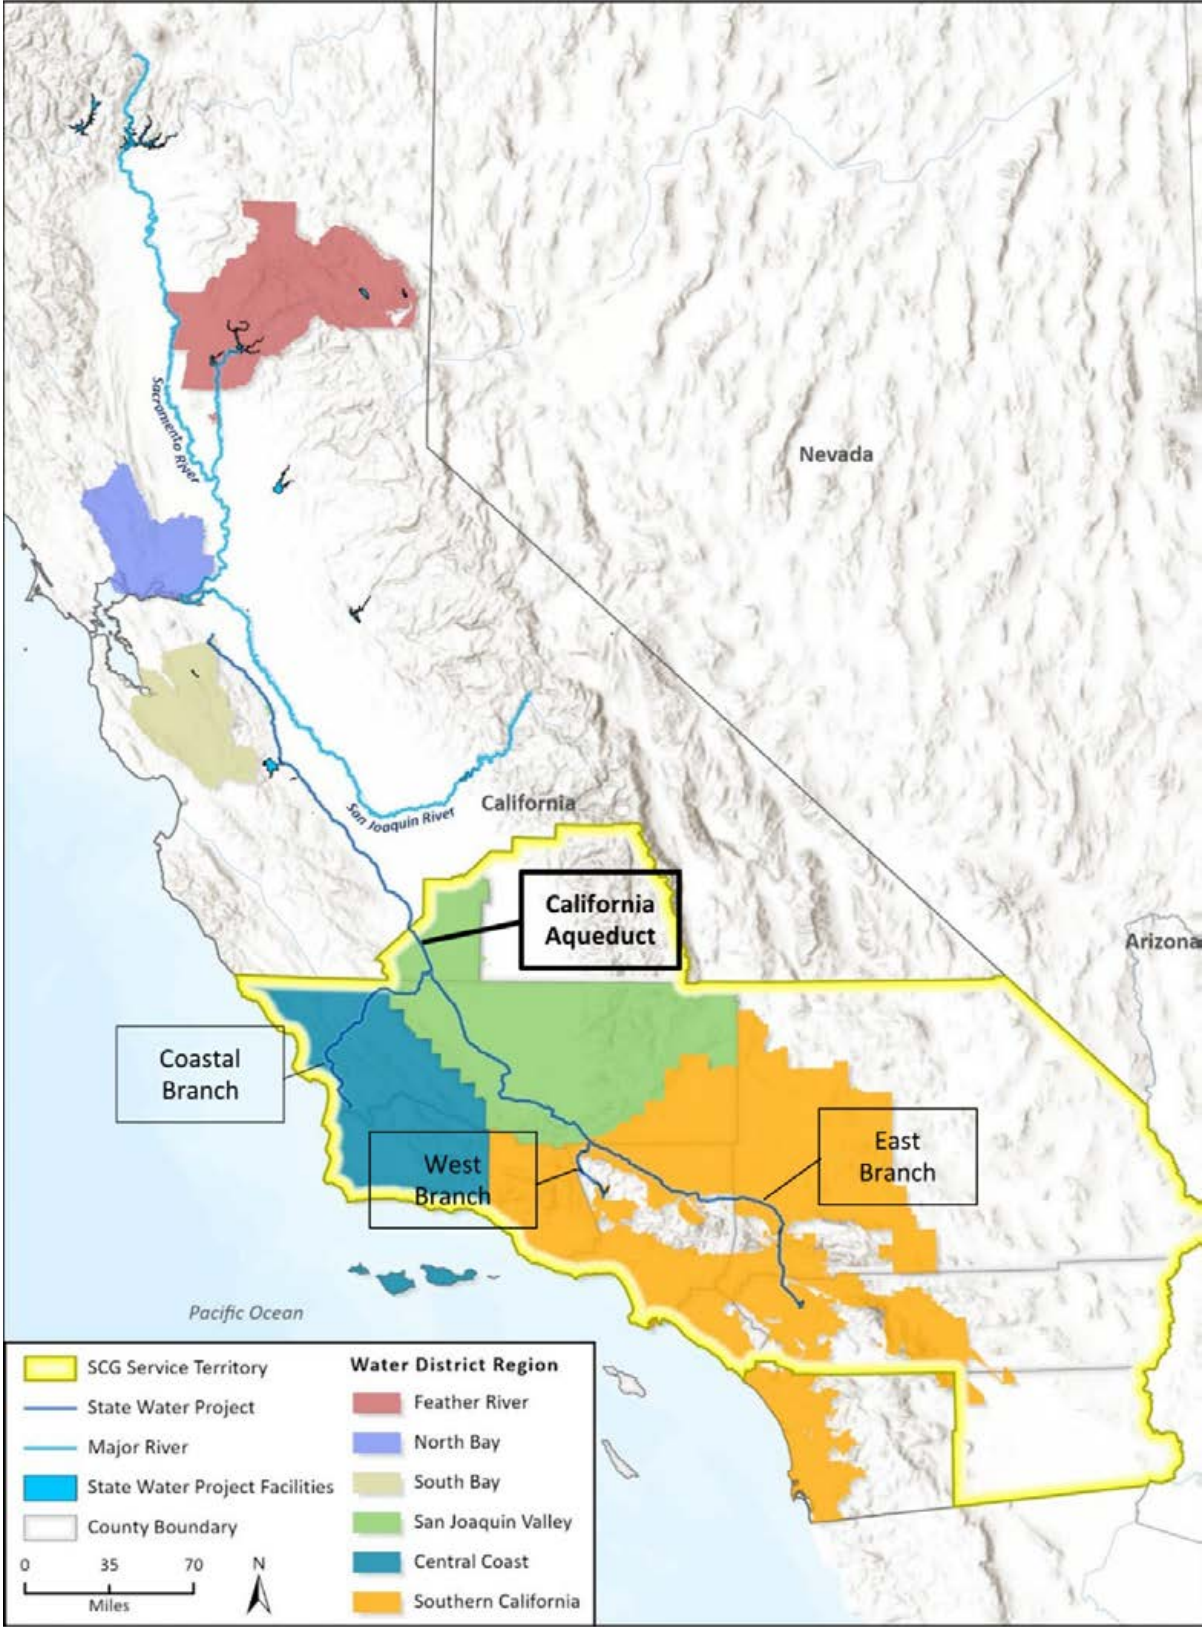 Sacramento River
Nevada
San Joaquin River
California
California
Aqueduct
Arizona
Coastal
Branch
West
Branch
East
Branch
Pacific Ocean
SCG Service Territory
State Water Project
Major River
State Water Project Facilities
County Boundary
0 35 70
Miles
N
Water District Region
Feather River
North Bay
South Bay
San Joaquin Valley
Central Coast
Southern California